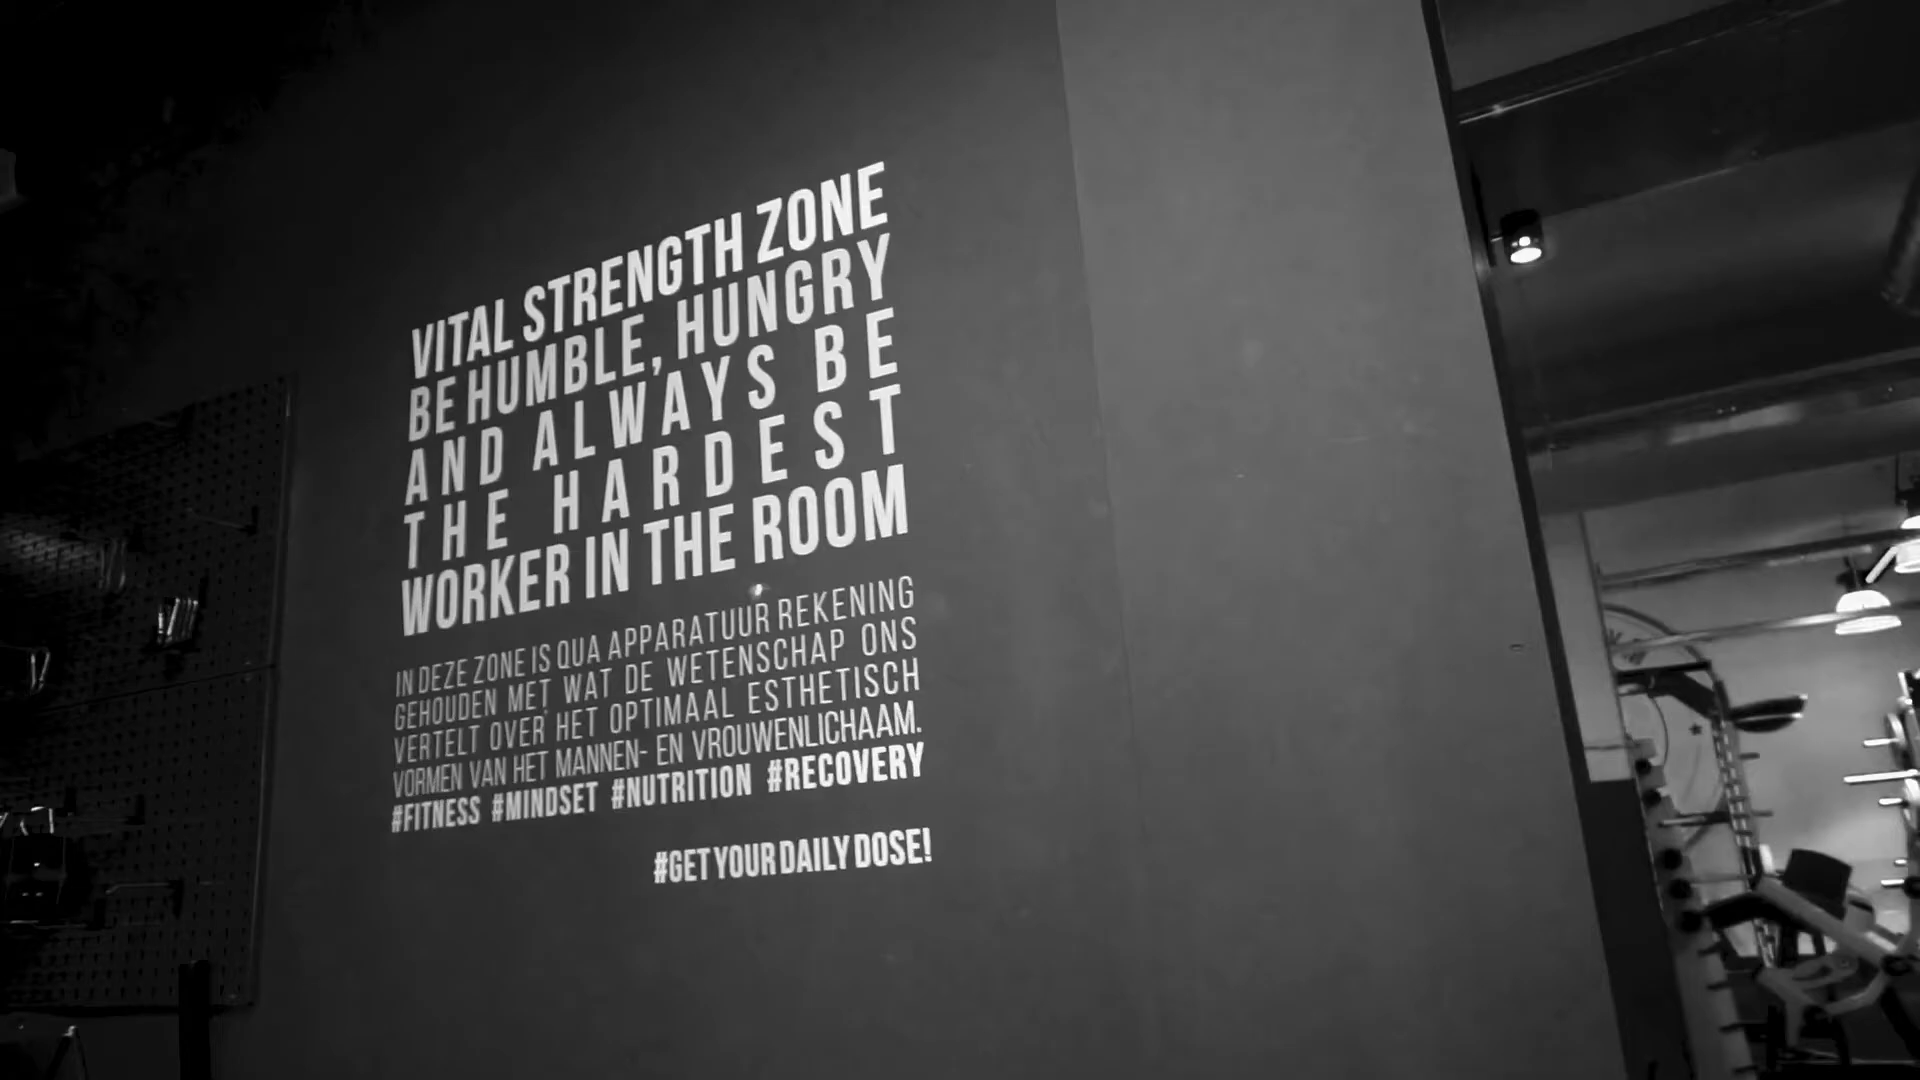 VITAL STRENGTH ZONE
BE HUMBLE, HUNGRY
AND ALWAYS BE
THE HARDEST
WORKER IN THE ROOM
IN DEZE ZONE IS QUA APPARATUUR REKENING
GEHOUDEN MET WAT DE WETENSCHAP ONS
VERTELT OVER HET OPTIMAAL ESTHETISCH
VORMEN VAN HET MANNEN- EN VROUWENLICHAAM.
#FITNESS #MINDSET #NUTRITION #RECOVERY
#GET YOUR DAILY DOSE!